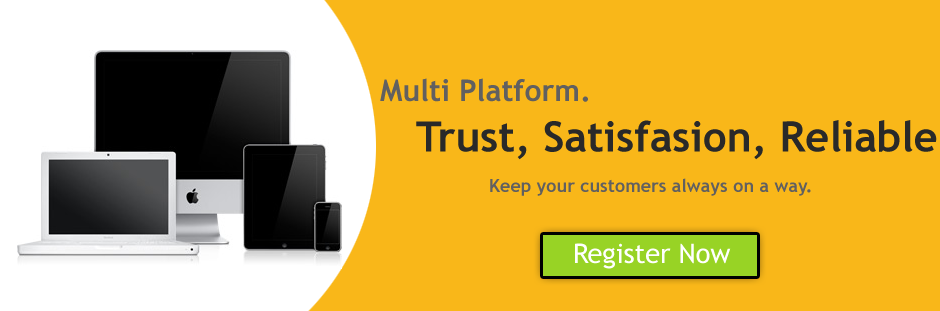 Multi Platform.
Trust, Satisfasion, Reliable
Keep your customers always on a way.
Register Now